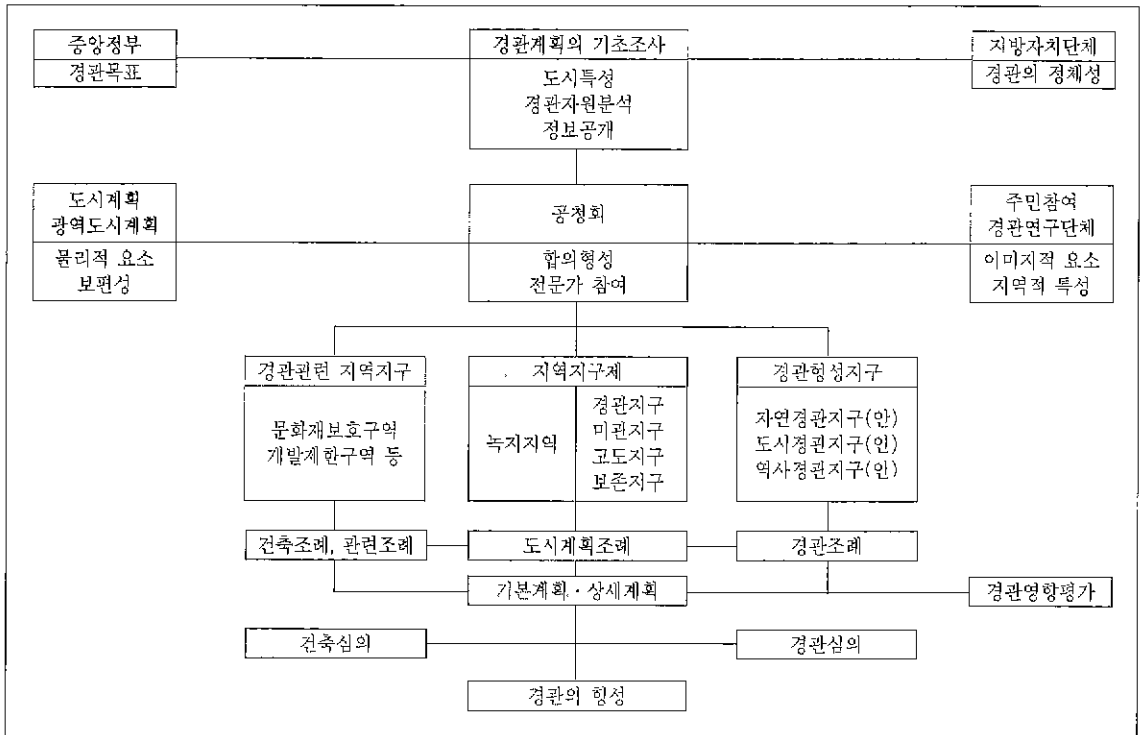 중앙정부
경관목표
경관계획의 기초조사
도시특성
경관자원분석
정보공개
지방자치단체
경관의 정체성
도시계획
광역도시계획
물리적 요소
보편성
공청회
합의형성
전문가 참여
주민참여
경관연구단체
이미지적 요소
지역적 특성
경관관련 지역지구
문화재보호구역
개발제한구역 등
지역지구제
녹지지역
경관지구
미관지구
고도지구
보존지구
경관형성지구
자연경관지구(안)
도시경관지구(안)
역사경관지구(안)
건축조례, 관련조례
도시계획조례
경관조례
기본계획·상세계획
경관영향평가
건축심의
경관심의
경관의 형성